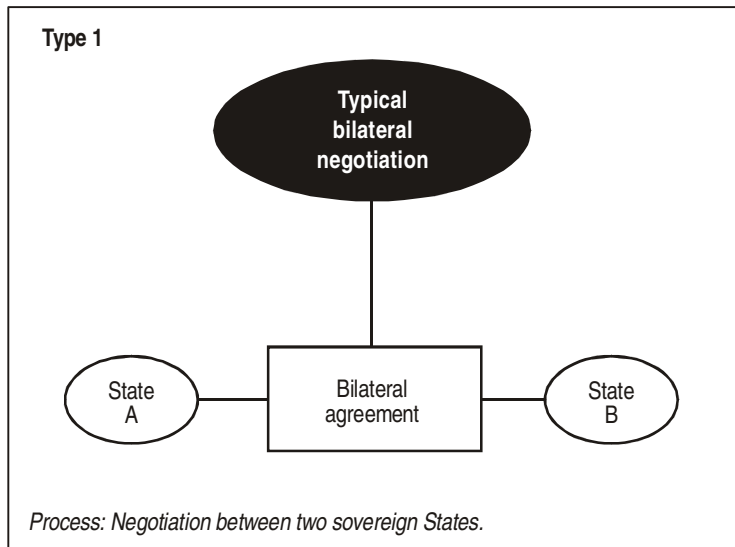 Type 1
Typical
bilateral
negotiation
State
A
Bilateral
agreement
State
B
Process: Negotiation between two sovereign States.